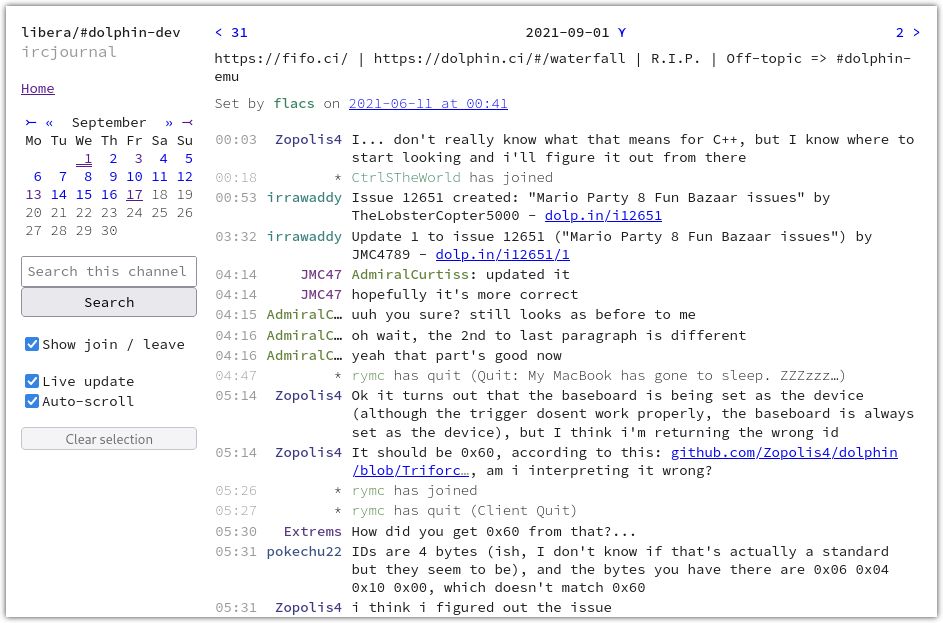 libera/#dolphin-dev
ircjournal
Home
⤚ « September » ⤙
Mo Tu We Th Fr Sa Su
1 2 3 4 5
6 7 8 9 10 11 12
13 14 15 16 17 18 19
20 21 22 23 24 25 26
27 28 29 30
Search this channel
Search
Show join / leave
Live update
Auto-scroll
Clear selection
< 31 2021-09-01 Y 2 >
https://fifo.ci/ | https://dolphin.ci/#/waterfall | R.I.P. | Off-topic => #dolphin-
emu
Set by flacs on 2021-06-11 at 00:41
00:03 Zopolis4 I... don't really know what that means for C++, but I know where to
start looking and i'll figure it out from there
00:18 * CtrlSTheWorld has joined
00:53 irrawaddy Issue 12651 created: "Mario Party 8 Fun Bazaar issues" by
TheLobsterCopter5000 - dolp.in/i12651
03:32 irrawaddy Update 1 to issue 12651 ("Mario Party 8 Fun Bazaar issues") by
JMC4789 - dolp.in/i12651/1
04:14 JMC47 AdmiralCurtiss: updated it
04:14 JMC47 hopefully it's more correct
04:15 AdmiralC… uuh you sure? still looks as before to me
04:16 AdmiralC… oh wait, the 2nd to last paragraph is different
04:16 AdmiralC… yeah that part's good now
04:47 * rymc has quit (Quit: My MacBook has gone to sleep. ZZZzzz…)
05:14 Zopolis4 Ok it turns out that the baseboard is being set as the device
(although the trigger dosent work properly, the baseboard is always
set as the device), but I think i'm returning the wrong id
05:14 Zopolis4 It should be 0x60, according to this: github.com/Zopolis4/dolphin
/blob/Triforc…, am i interpreting it wrong?
05:26 * rymc has joined
05:27 * rymc has quit (Client Quit)
05:30 Extrems How did you get 0x60 from that?...
05:31 pokechu22 IDs are 4 bytes (ish, I don't know if that's actually a standard
but they seem to be), and the bytes you have there are 0x06 0x04
0x10 0x00, which doesn't match 0x60
05:31 Zopolis4 i think i figured out the issue